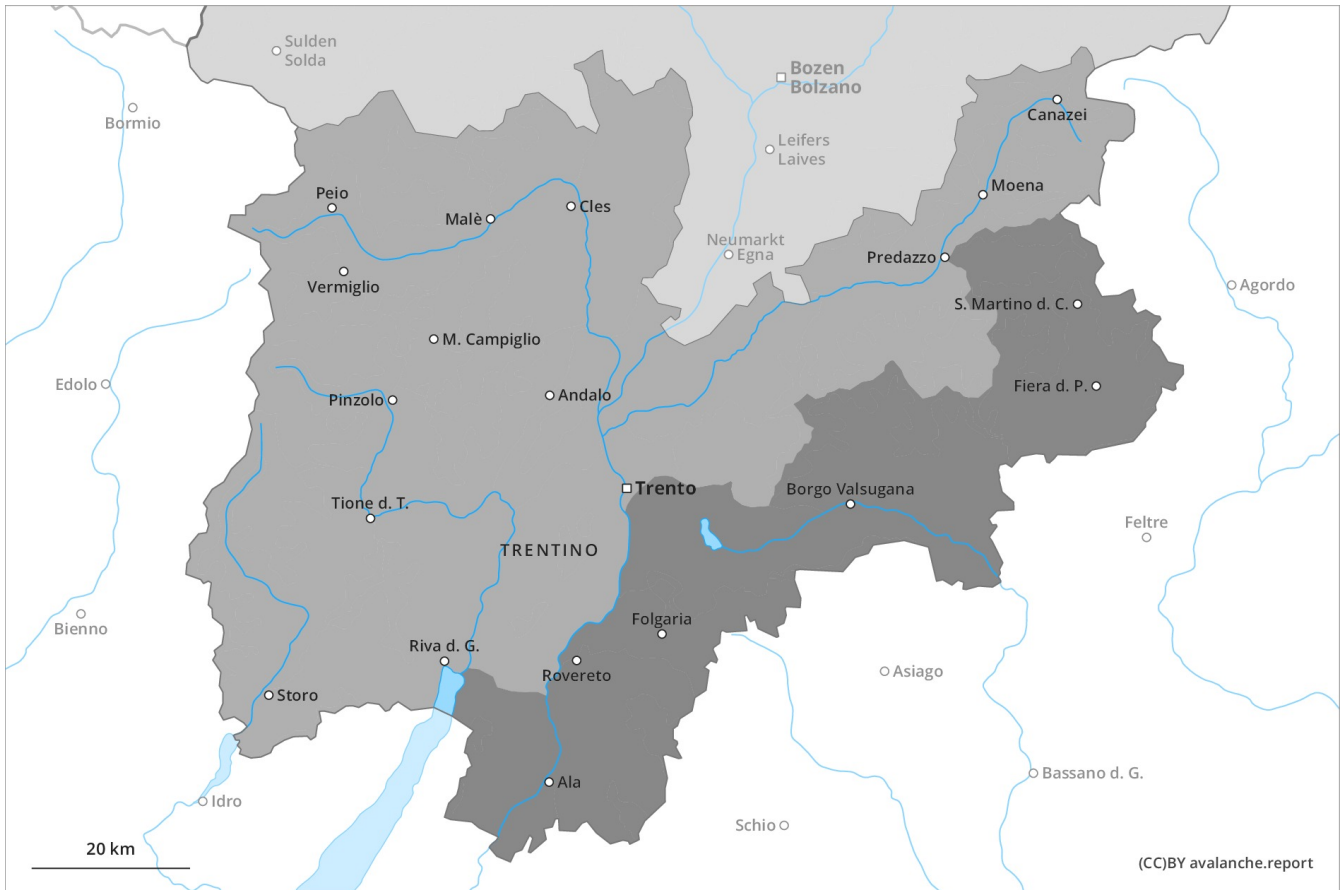 Sulden
Solda
Bozen
Bolzano
Bormio
Canazei
Leifers
Laives
Moena
Peio
Malè
Cles
Neumarkt
Egna
Predazzo
Vermiglio
Agordo
S. Martino d. C.
M. Campiglio
Edolo
Fiera d. P.
Pinzolo
Andalo
Trento
Borgo Valsugana
Tione d. T.
Feltre
TRENTINO
Bienno
Folgaria
Riva d. G.
Rovereto
Asiago
Storo
Bassano d. G.
Ala
Idro
Schio
20 km
(CC)BY avalanche.report